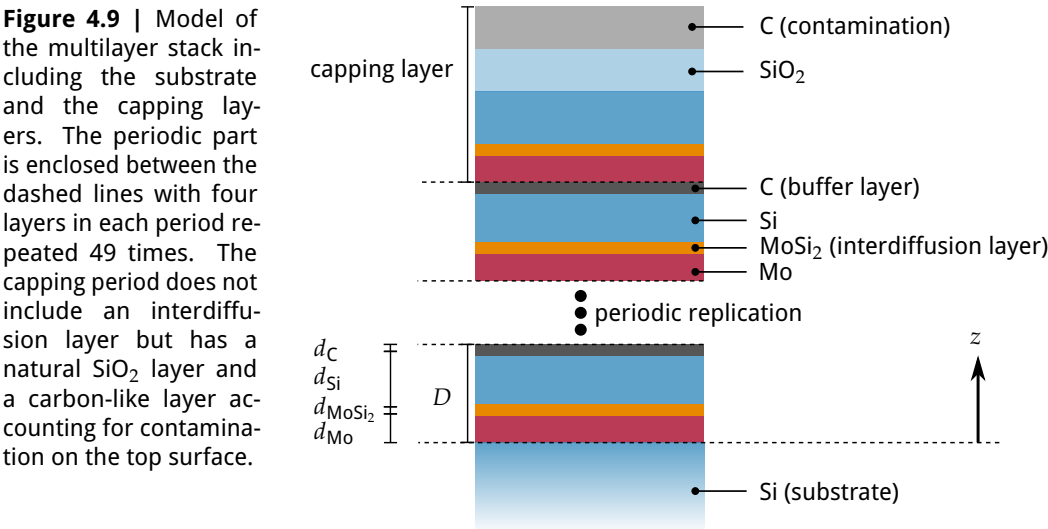 Figure 4.9 | Model of
the multilayer stack in-
cluding the substrate
and the capping lay-
ers. The periodic part
is enclosed between the
dashed lines with four
layers in each period re-
peated 49 times. The
capping period does not
include an interdiffu-
sion layer but has a
natural SiO₂ layer and
a carbon-like layer ac-
counting for contamina-
tion on the top surface.
capping layer
C (contamination)
SiO₂
C (buffer layer)
Si
MoSi₂ (interdiffusion layer)
Mo
periodic replication
d_C
d_Si
d_MoSi₂
d_Mo
D
z
Si (substrate)